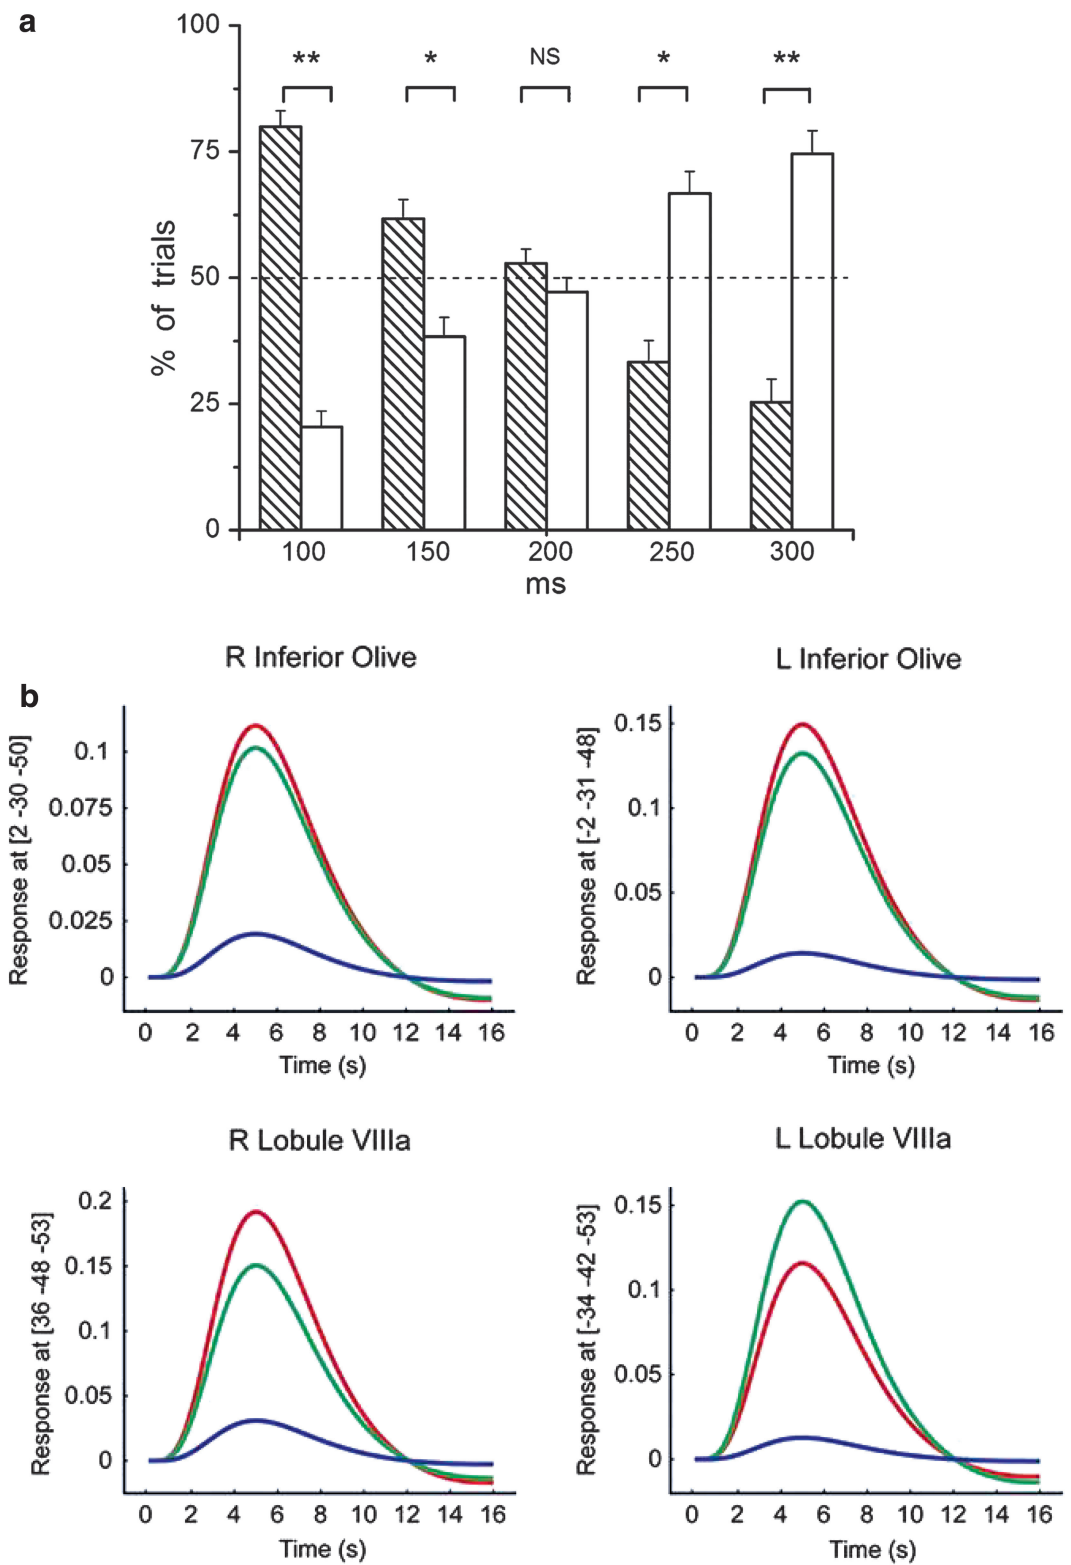 a
100
75
50
25
0
% of trials
** * NS * **
100 150 200 250 300
ms
b
R Inferior Olive
Response at [2 -30 -50]
0.1
0.075
0.05
0.025
0
0 2 4 6 8 10 12 14 16
Time (s)
L Inferior Olive
Response at [-2 -31 -48]
0.15
0.1
0.05
0
0 2 4 6 8 10 12 14 16
Time (s)
R Lobule VIIIa
Response at [36 -48 -53]
0.2
0.15
0.1
0.05
0
0 2 4 6 8 10 12 14 16
Time (s)
L Lobule VIIIa
Response at [-34 -42 -53]
0.15
0.1
0.05
0
0 2 4 6 8 10 12 14 16
Time (s)